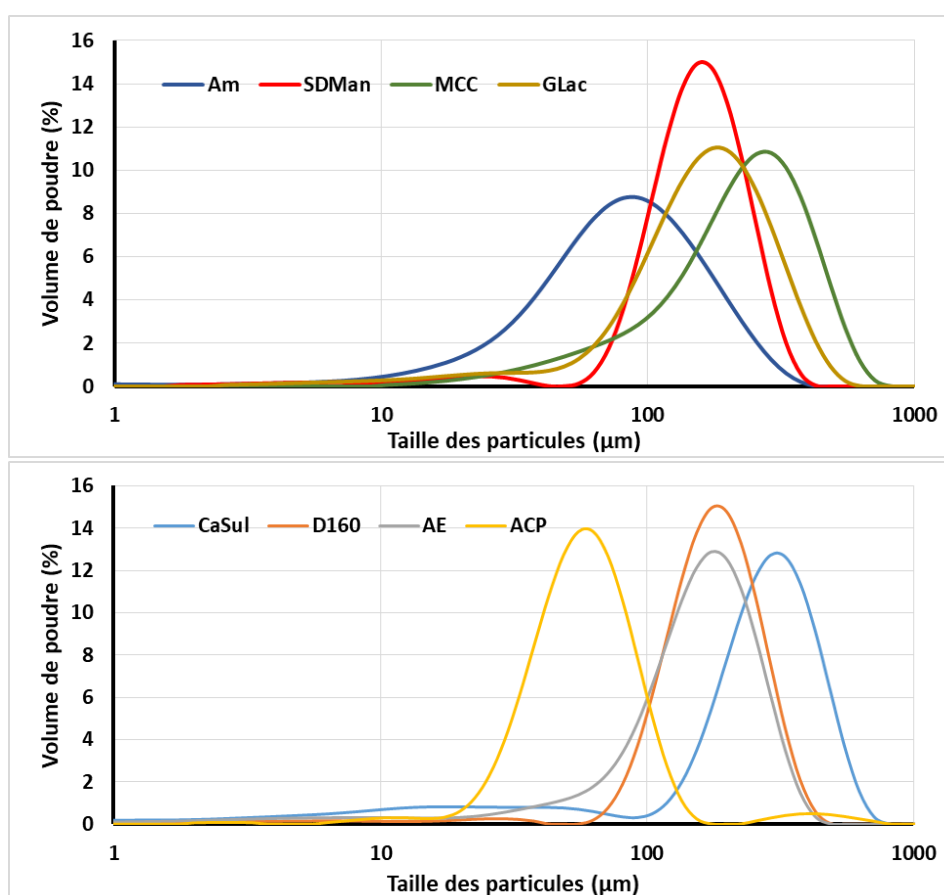 16
14
12
10
8
6
4
2
0
Volume de poudre (%)
Am SDMan MCC GLac
1 10 100 1000
Taille des particules (µm)
16
14
12
10
8
6
4
2
0
Volume de poudre (%)
CaSul D160 AE ACP
1 10 100 1000
Taille des particules (µm)